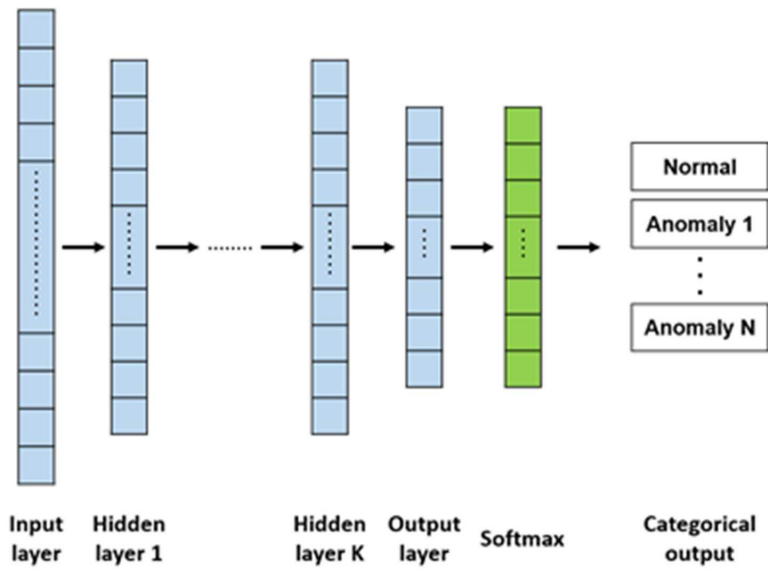 Normal
Anomaly 1
Anomaly N
Input layer
Hidden layer 1
Hidden layer K
Output layer
Softmax
Categorical output